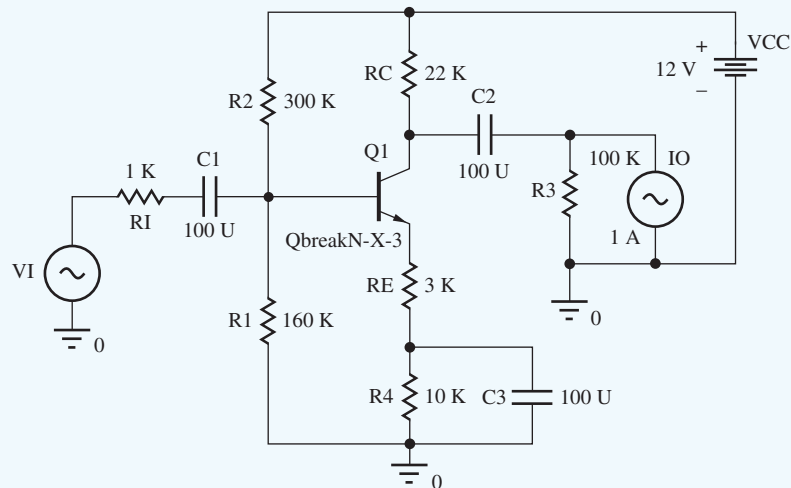 VCC
+
12 V
–
RC
22 K
C2
R2
300 K
Q1
100 K
IO
1 K
C1
100 U
R3
RI
100 U
QbreakN-X-3
1 A
VI
RE
3 K
R1
160 K
0
0
R4
10 K
C3
100 U
0